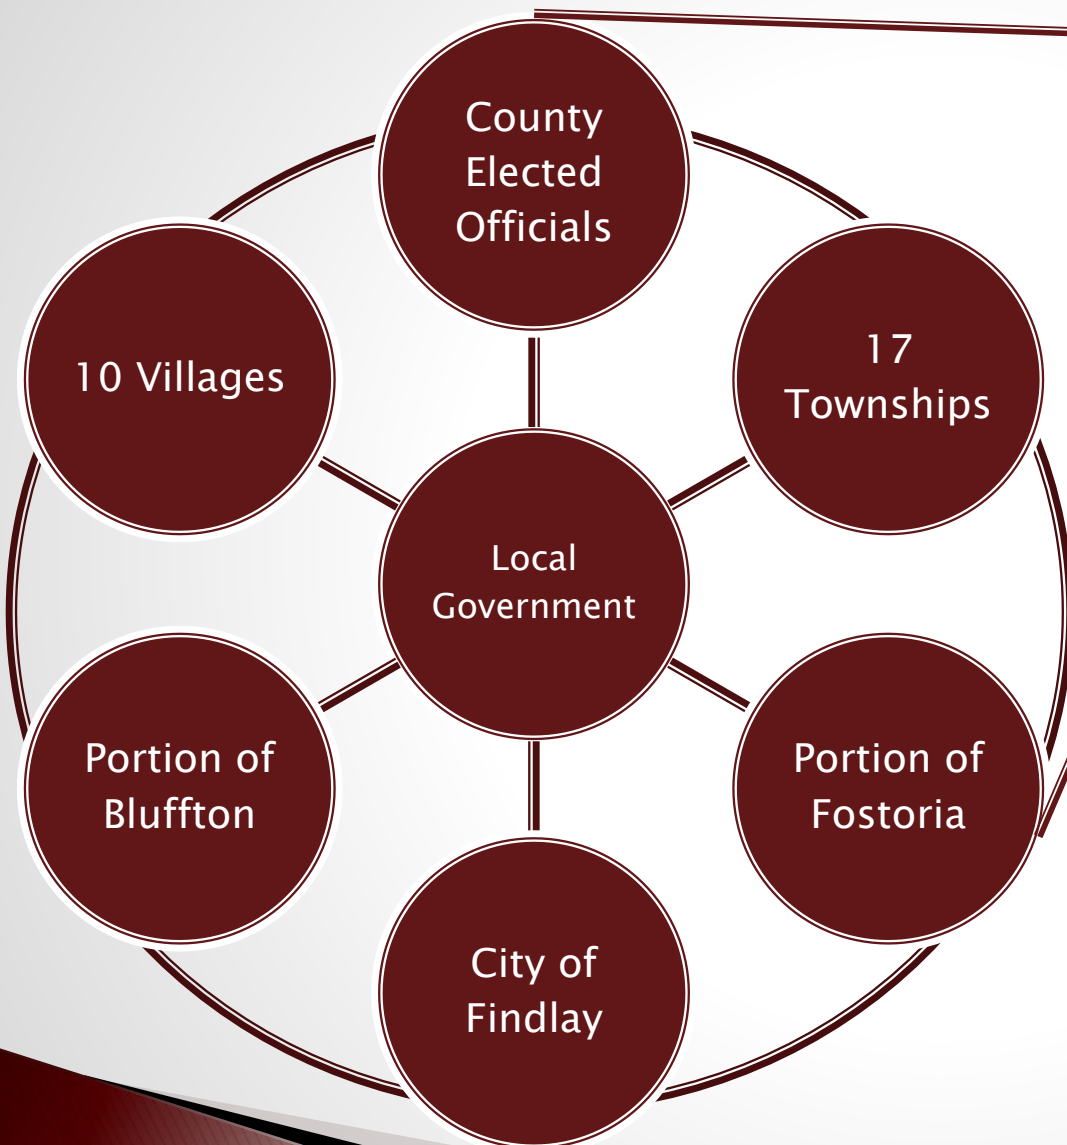 County
Elected
Officials
17
Townships
Portion of
Fostoria
City of
Findlay
Portion of
Bluffton
10 Villages
Local
Government